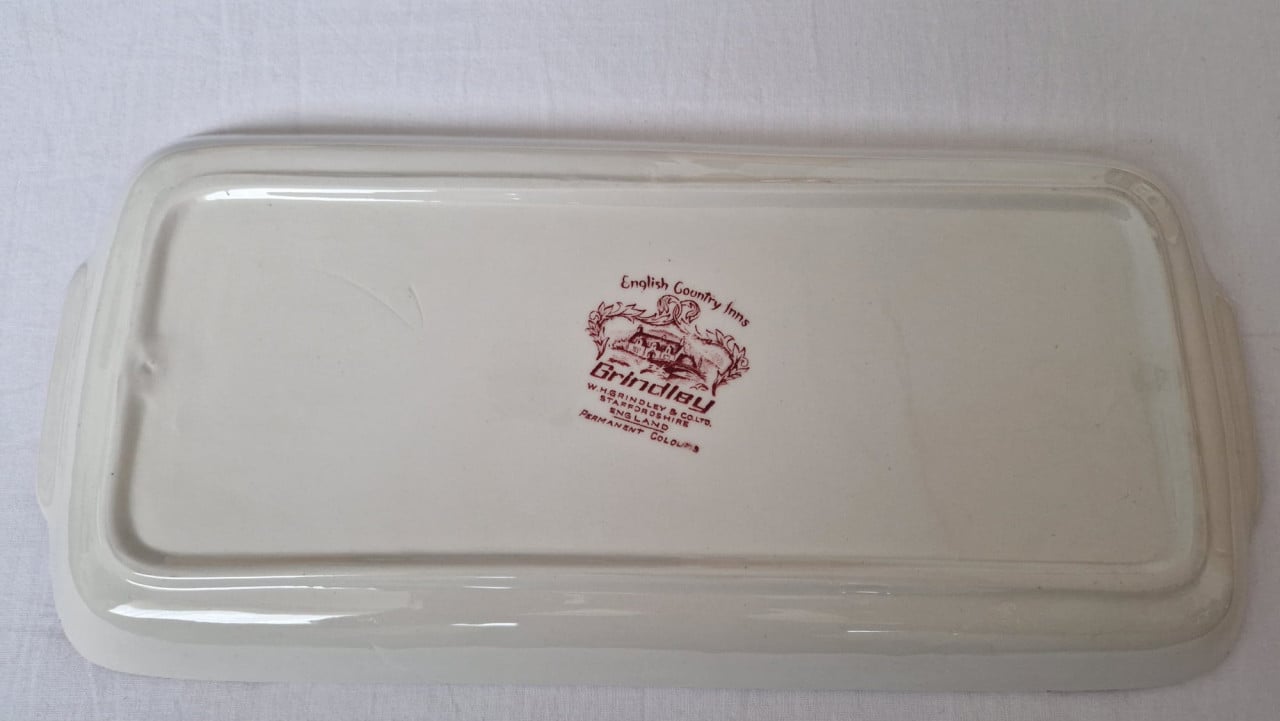 English Country Inns
Grindley
W.H.GRINDLEY & CO.LTD.
STAFFORDSHIRE
ENGLAND
PERMANENT COLOURS